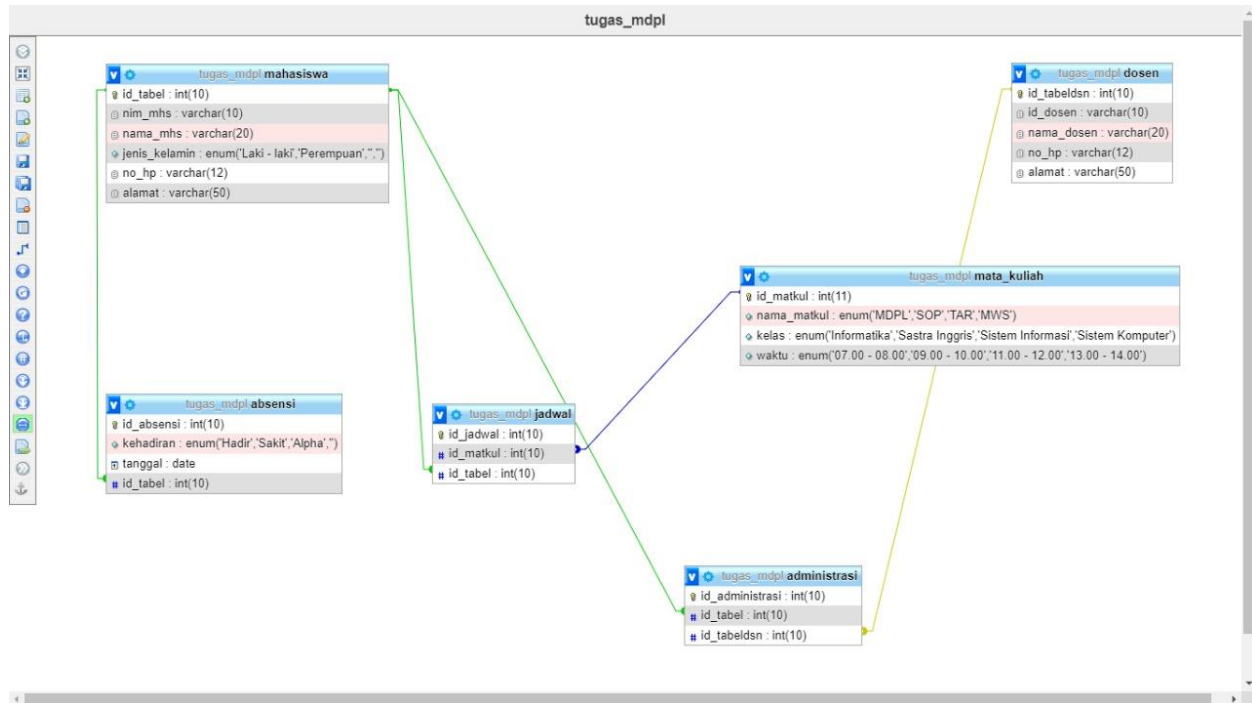 tugas_mdpl
tugas_mdpl mahasiswa
id_tabel : int(10)
nim_mhs : varchar(10)
nama_mhs : varchar(20)
jenis_kelamin : enum('Laki - laki','Perempuan','','')
no_hp : varchar(12)
alamat : varchar(50)
tugas_mdpl dosen
id_tabeldsn : int(10)
id_dosen : varchar(10)
nama_dosen : varchar(20)
no_hp : varchar(12)
alamat : varchar(50)
tugas_mdpl mata_kuliah
id_matkul : int(11)
nama_matkul : enum('MDPL','SOP','TAR','MWS')
kelas : enum('Informatika','Sastra Inggris','Sistem Informasi','Sistem Komputer')
waktu : enum('07.00 - 08.00','09.00 - 10.00','11.00 - 12.00','13.00 - 14.00')
tugas_mdpl absensi
id_absensi : int(10)
kehadiran : enum('Hadir','Sakit','Alpha','')
tanggal : date
# id_tabel : int(10)
tugas_mdpl jadwal
id_jadwal : int(10)
# id_matkul : int(10)
# id_tabel : int(10)
tugas_mdpl administrasi
id_administrasi : int(10)
# id_tabel : int(10)
# id_tabeldsn : int(10)